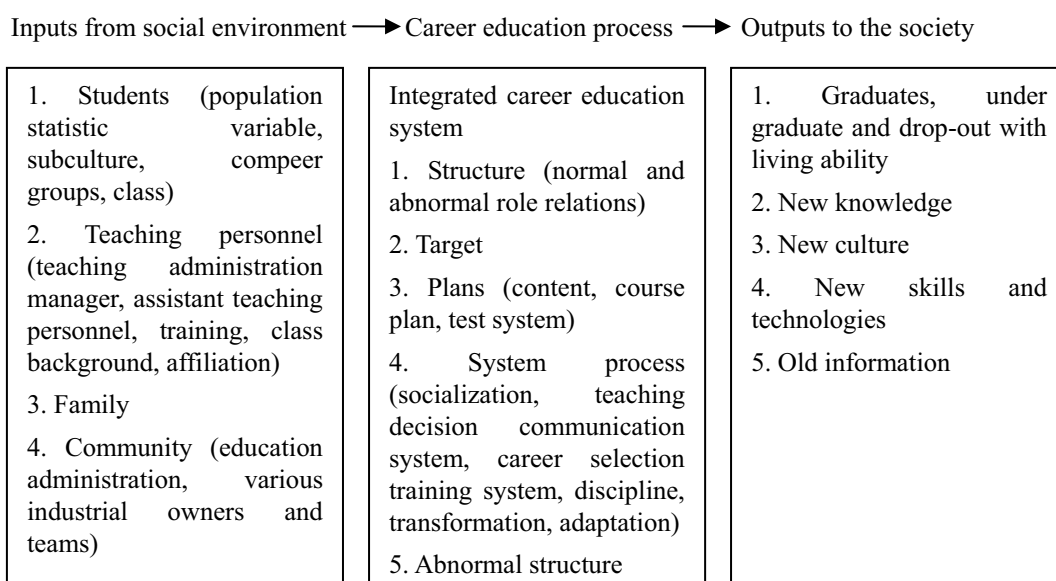 Inputs from social environment → Career education process → Outputs to the society
1. Students (population
statistic variable,
subculture, compeer
groups, class)
2. Teaching personnel
(teaching administration
manager, assistant teaching
personnel, training, class
background, affiliation)
3. Family
4. Community (education
administration, various
industrial owners and
teams)
Integrated career education
system
1. Structure (normal and
abnormal role relations)
2. Target
3. Plans (content, course
plan, test system)
4. System process
(socialization, teaching
decision communication
system, career selection
training system, discipline,
transformation, adaptation)
5. Abnormal structure
1. Graduates, under
graduate and drop-out with
living ability
2. New knowledge
3. New culture
4. New skills and
technologies
5. Old information